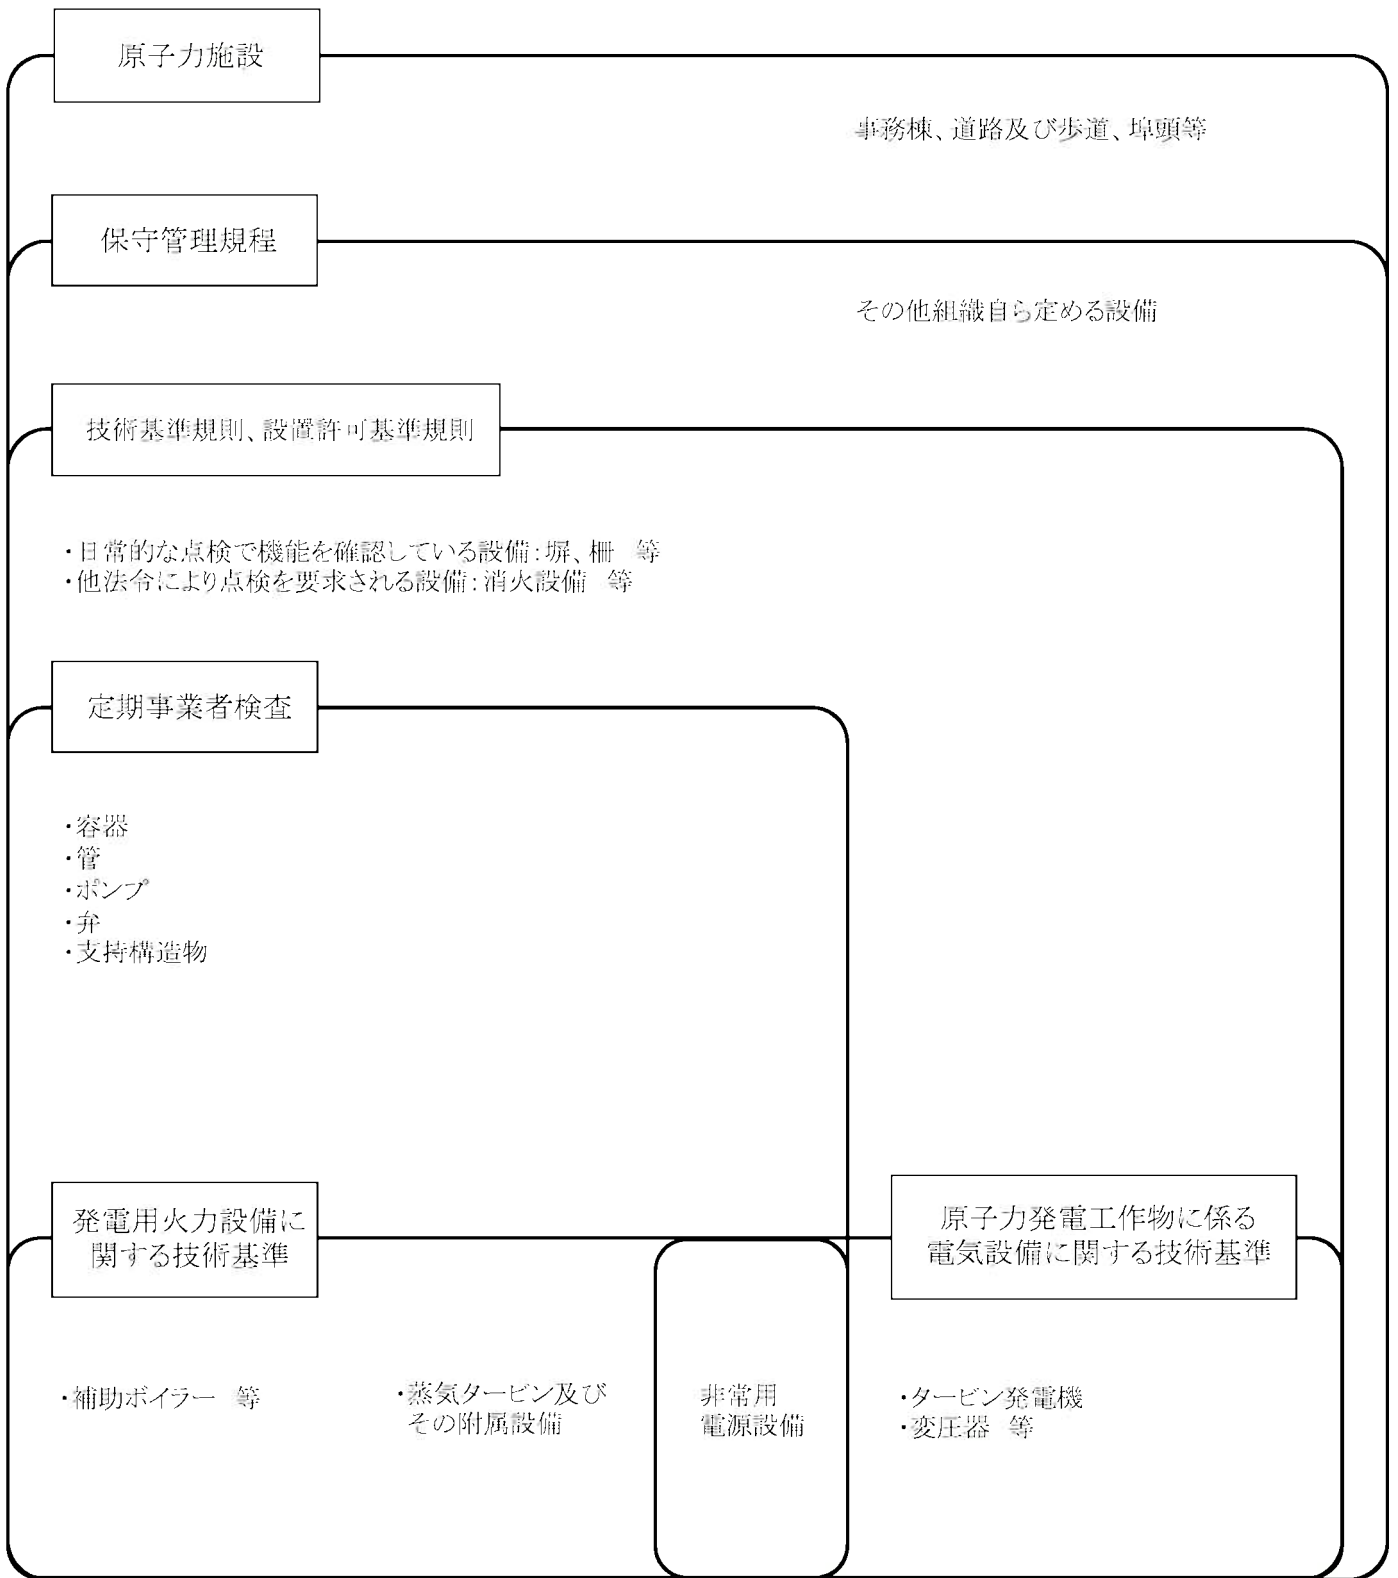 原子力施設
事務棟、道路及び歩道、埠頭等
保守管理規程
その他組織自ら定める設備
技術基準規則、設置許可基準規則
・日常的な点検で機能を確認している設備：塀、柵　等
・他法令により点検を要求される設備：消火設備　等
定期事業者検査
・容器
・管
・ポンプ
・弁
・支持構造物
発電用火力設備に
関する技術基準
原子力発電工作物に係る
電気設備に関する技術基準
・補助ボイラー　等
・蒸気タービン及び
その附属設備
非常用
電源設備
・タービン発電機
・変圧器　等